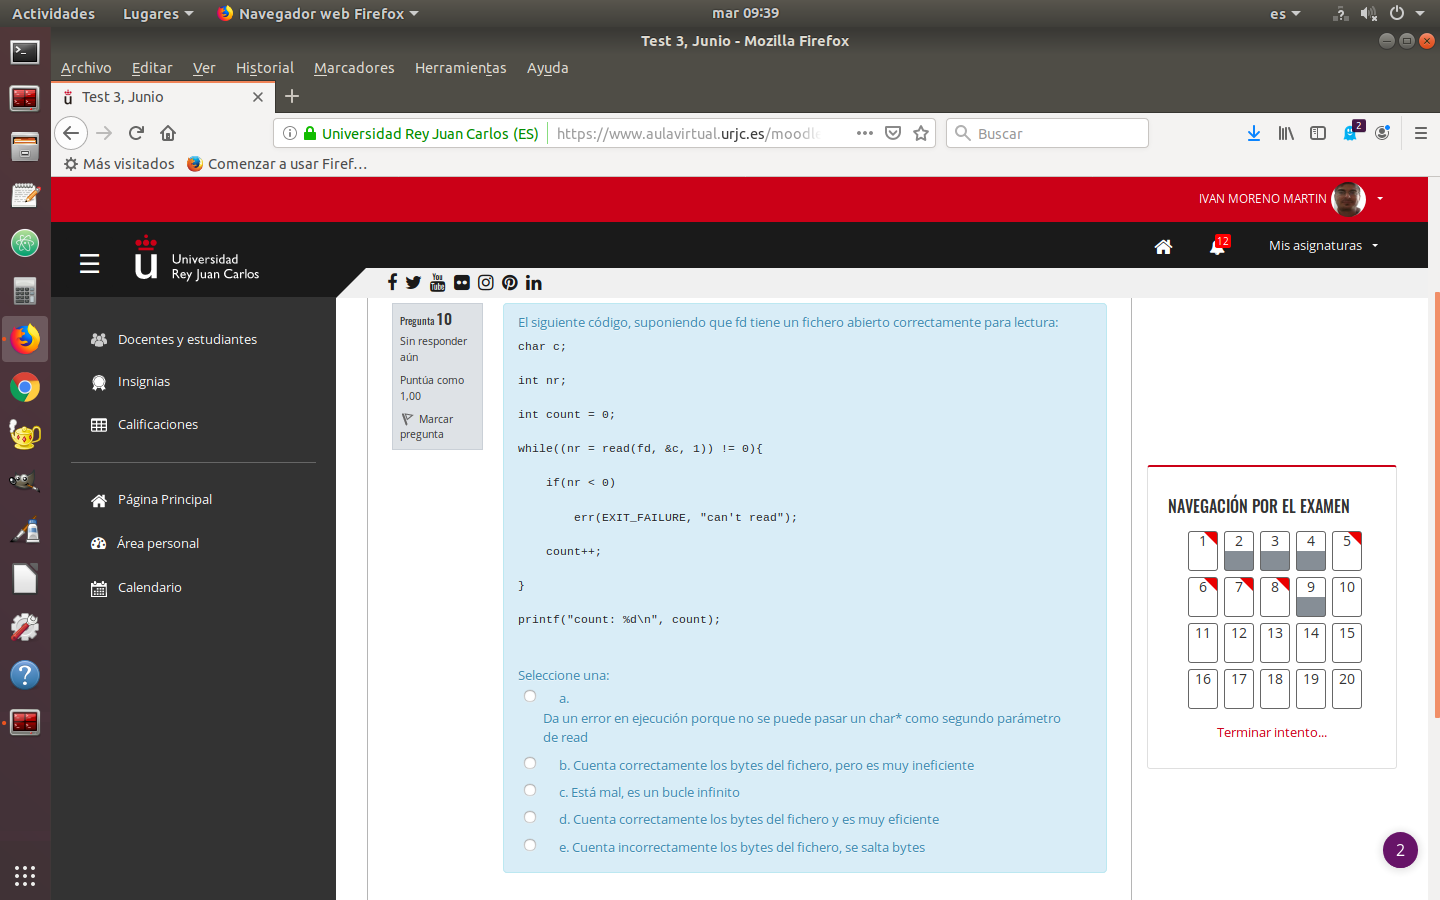 Actividades
Lugares
Navegador web Firefox
mar 09:39
es
Test 3, Junio - Mozilla Firefox
Archivo
Editar
Ver
Historial
Marcadores
Herramientas
Ayuda
Test 3, Junio
Universidad Rey Juan Carlos (ES)
https://www.aulavirtual.urjc.es/moodle
Buscar
2
Más visitados
Comenzar a usar Firef…
IVAN MORENO MARTIN
Universidad
Rey Juan Carlos
12
Mis asignaturas
You
Tube
Docentes y estudiantes
Insignias
Calificaciones
Página Principal
Área personal
Calendario
Pregunta 10
Sin responder
aún
Puntúa como
1,00
Marcar
pregunta
El siguiente código, suponiendo que fd tiene un fichero abierto correctamente para lectura:
char c;
int nr;
int count = 0;
while((nr = read(fd, &c, 1)) != 0){
if(nr < 0)
err(EXIT_FAILURE, "can't read");
count++;
}
printf("count: %d\n", count);
Seleccione una:
a.
Da un error en ejecución porque no se puede pasar un char* como segundo parámetro
de read
b. Cuenta correctamente los bytes del fichero, pero es muy ineficiente
c. Está mal, es un bucle infinito
d. Cuenta correctamente los bytes del fichero y es muy eficiente
e. Cuenta incorrectamente los bytes del fichero, se salta bytes
NAVEGACIÓN POR EL EXAMEN
1 2 3 4 5
6 7 8 9 10
11 12 13 14 15
16 17 18 19 20
Terminar intento...
2